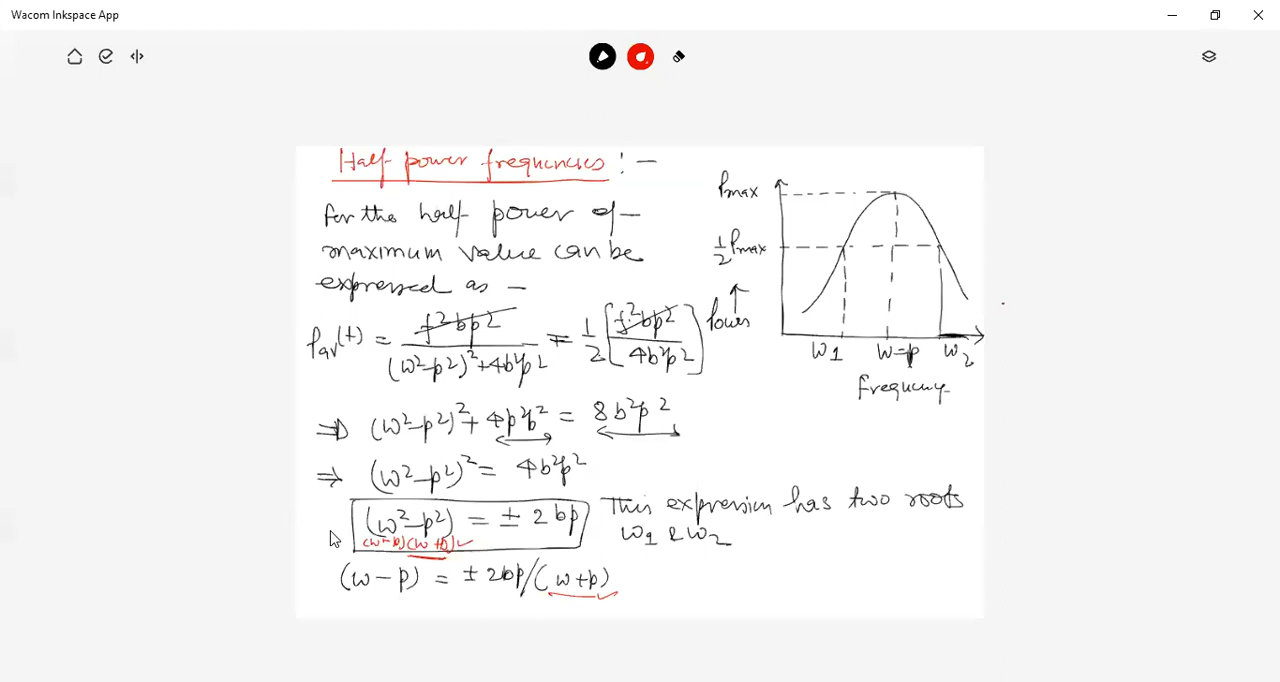 Wacom Inkspace App
Half power frequencies :-
for the half power of
maximum value can be
expressed as -
Pav(t) = f²bp² / (ω²-p²)²+4b²p² = 1/2 [f²bp² / 4b²p²]
⇒ (ω²-p²)² + 4p²b² = 8b²p²
⇒ (ω²-p²)² = 4b²p²
(ω²-p²) = ± 2bp
(ω-p)(ω+p)
This expression has two roots
ω1 & ω2
(ω-p) = ± 2bp/(ω+p)
Pmax
1/2 Pmax
Power
ω1 ω=p ω2
frequency.